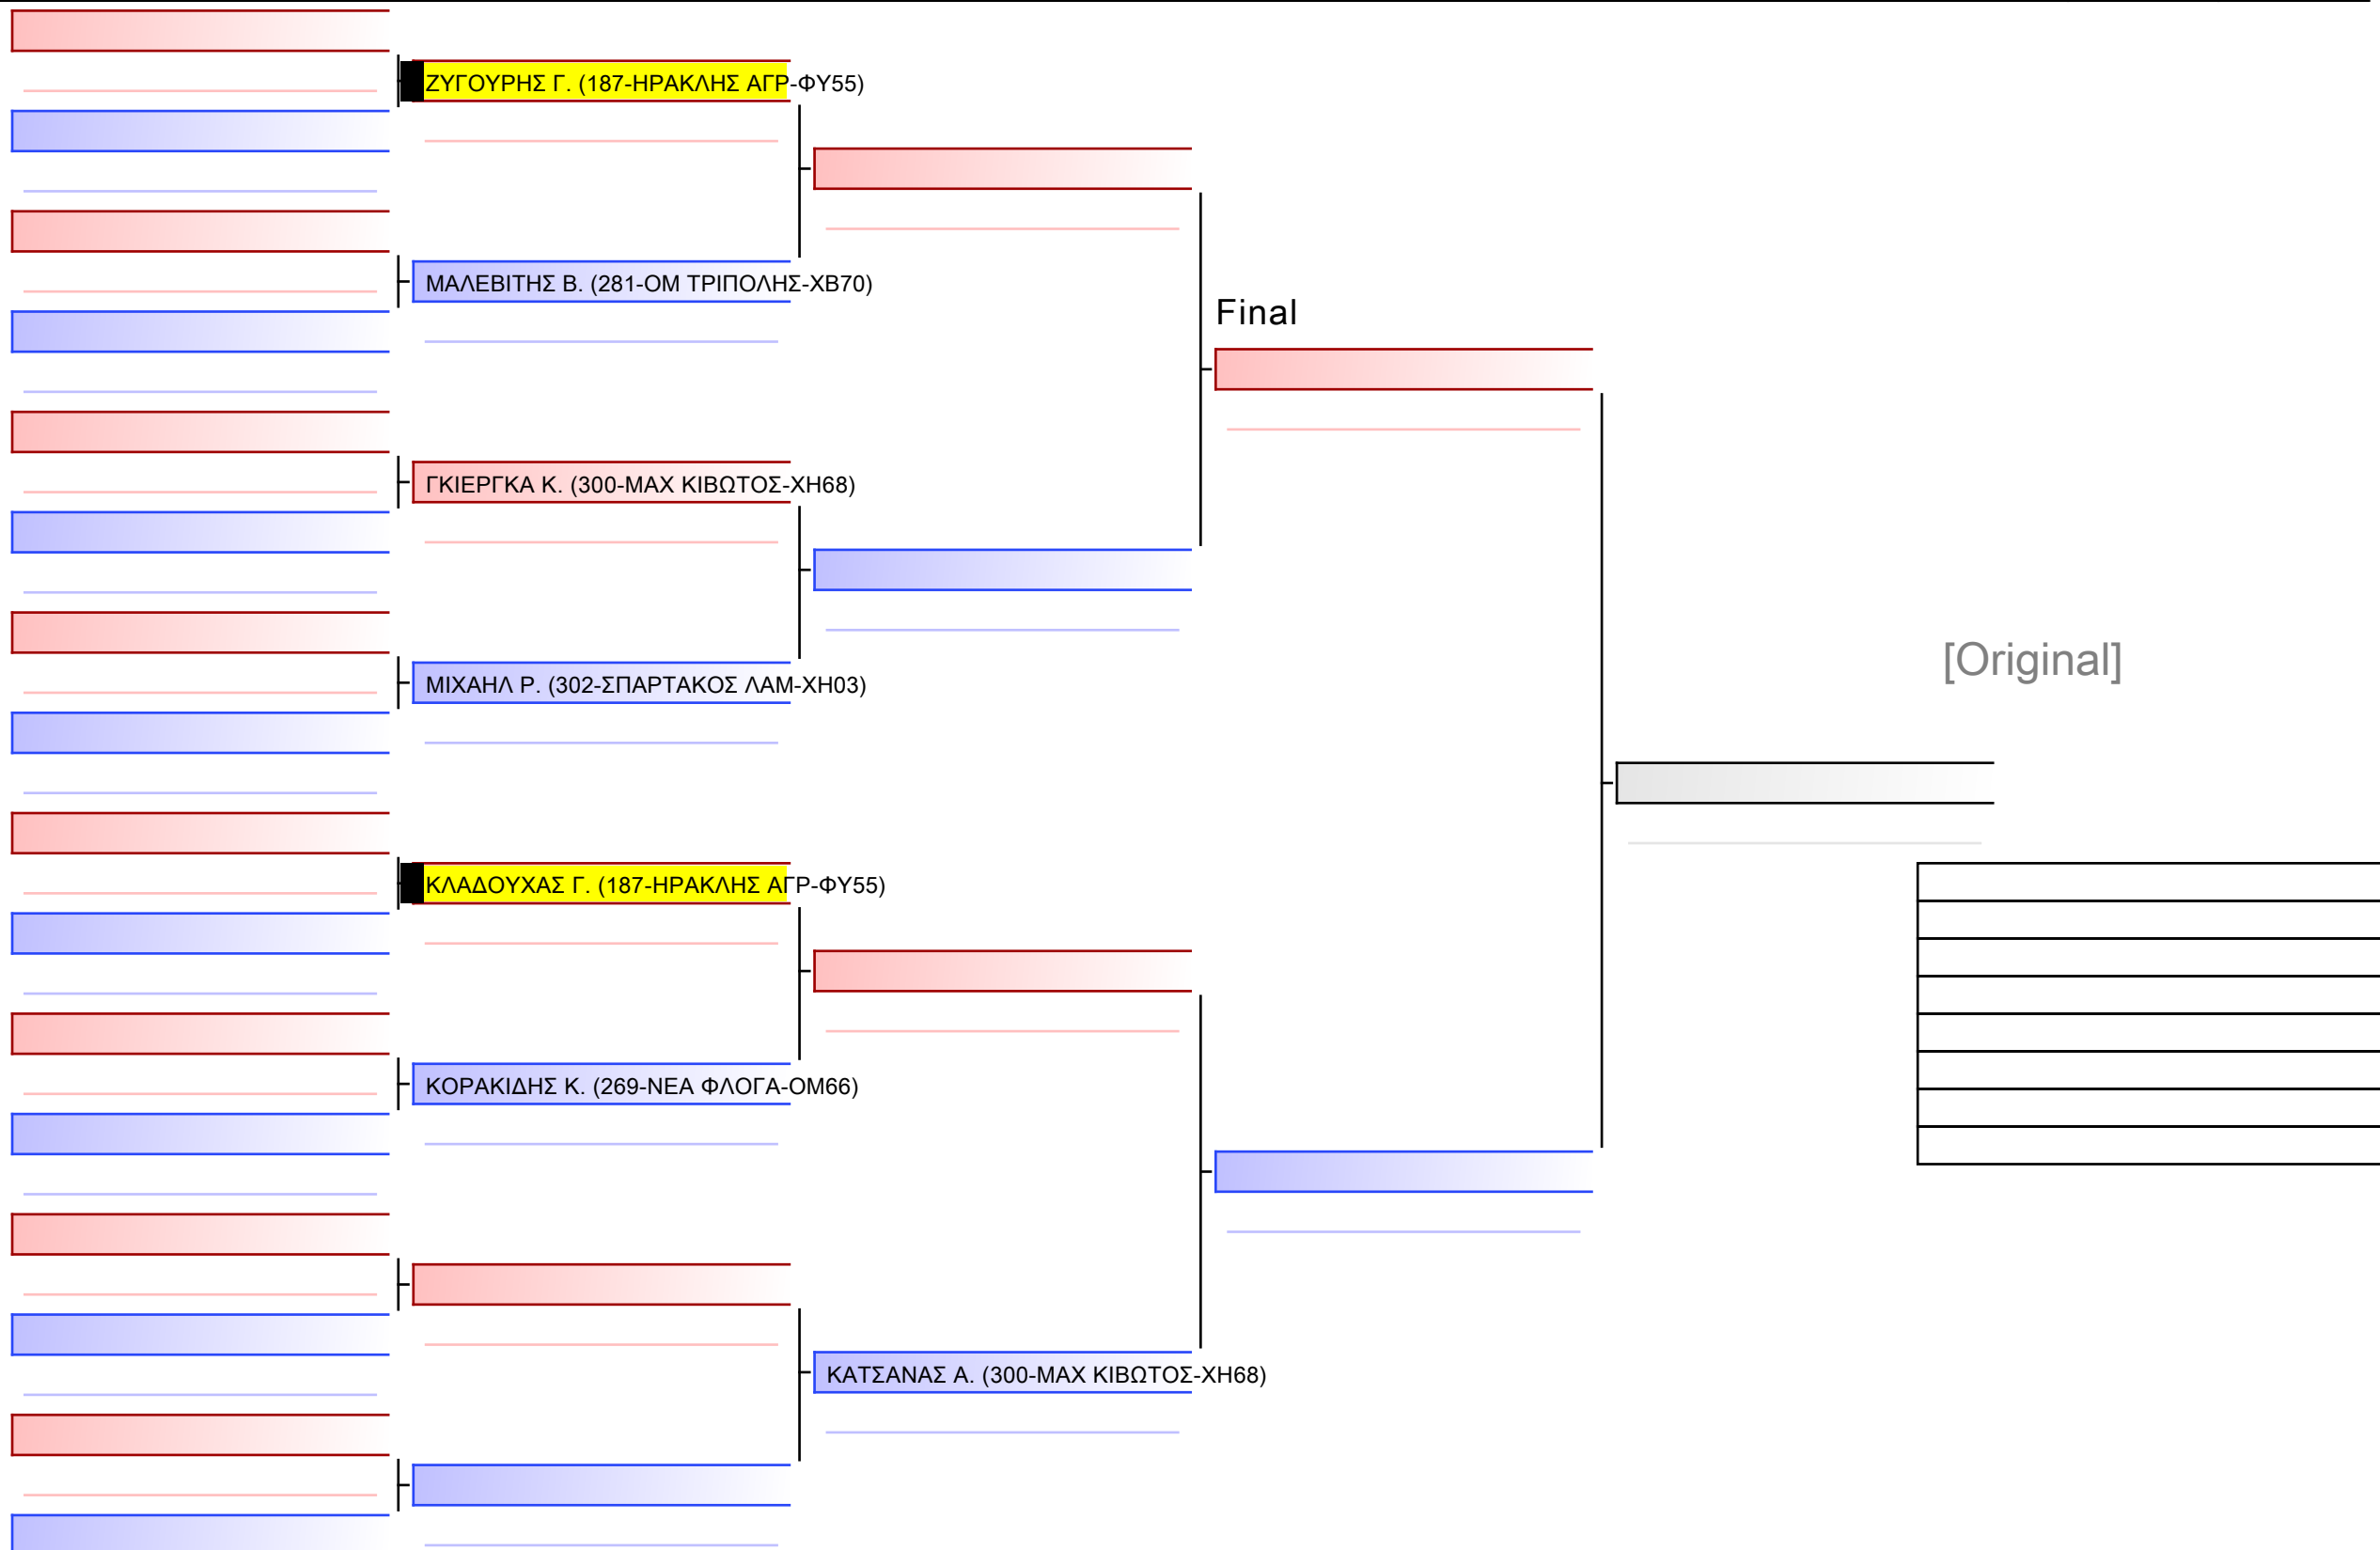 ΖΥΓΟΥΡΗΣ Γ. (187-ΗΡΑΚΛΗΣ ΑΓΡ-ΦΥ55)
ΜΑΛΕΒΙΤΗΣ Β. (281-ΟΜ ΤΡΙΠΟΛΗΣ-ΧΒ70)
Final
ΓΚΙΕΡΓΚΑ Κ. (300-ΜΑΧ ΚΙΒΩΤΟΣ-ΧΗ68)
[Original]
ΜΙΧΑΗΛ Ρ. (302-ΣΠΑΡΤΑΚΟΣ ΛΑΜ-ΧΗ03)
ΚΛΑΔΟΥΧΑΣ Γ. (187-ΗΡΑΚΛΗΣ ΑΓΡ-ΦΥ55)
ΚΟΡΑΚΙΔΗΣ Κ. (269-ΝΕΑ ΦΛΟΓΑ-ΟΜ66)
ΚΑΤΣΑΝΑΣ Α. (300-ΜΑΧ ΚΙΒΩΤΟΣ-ΧΗ68)